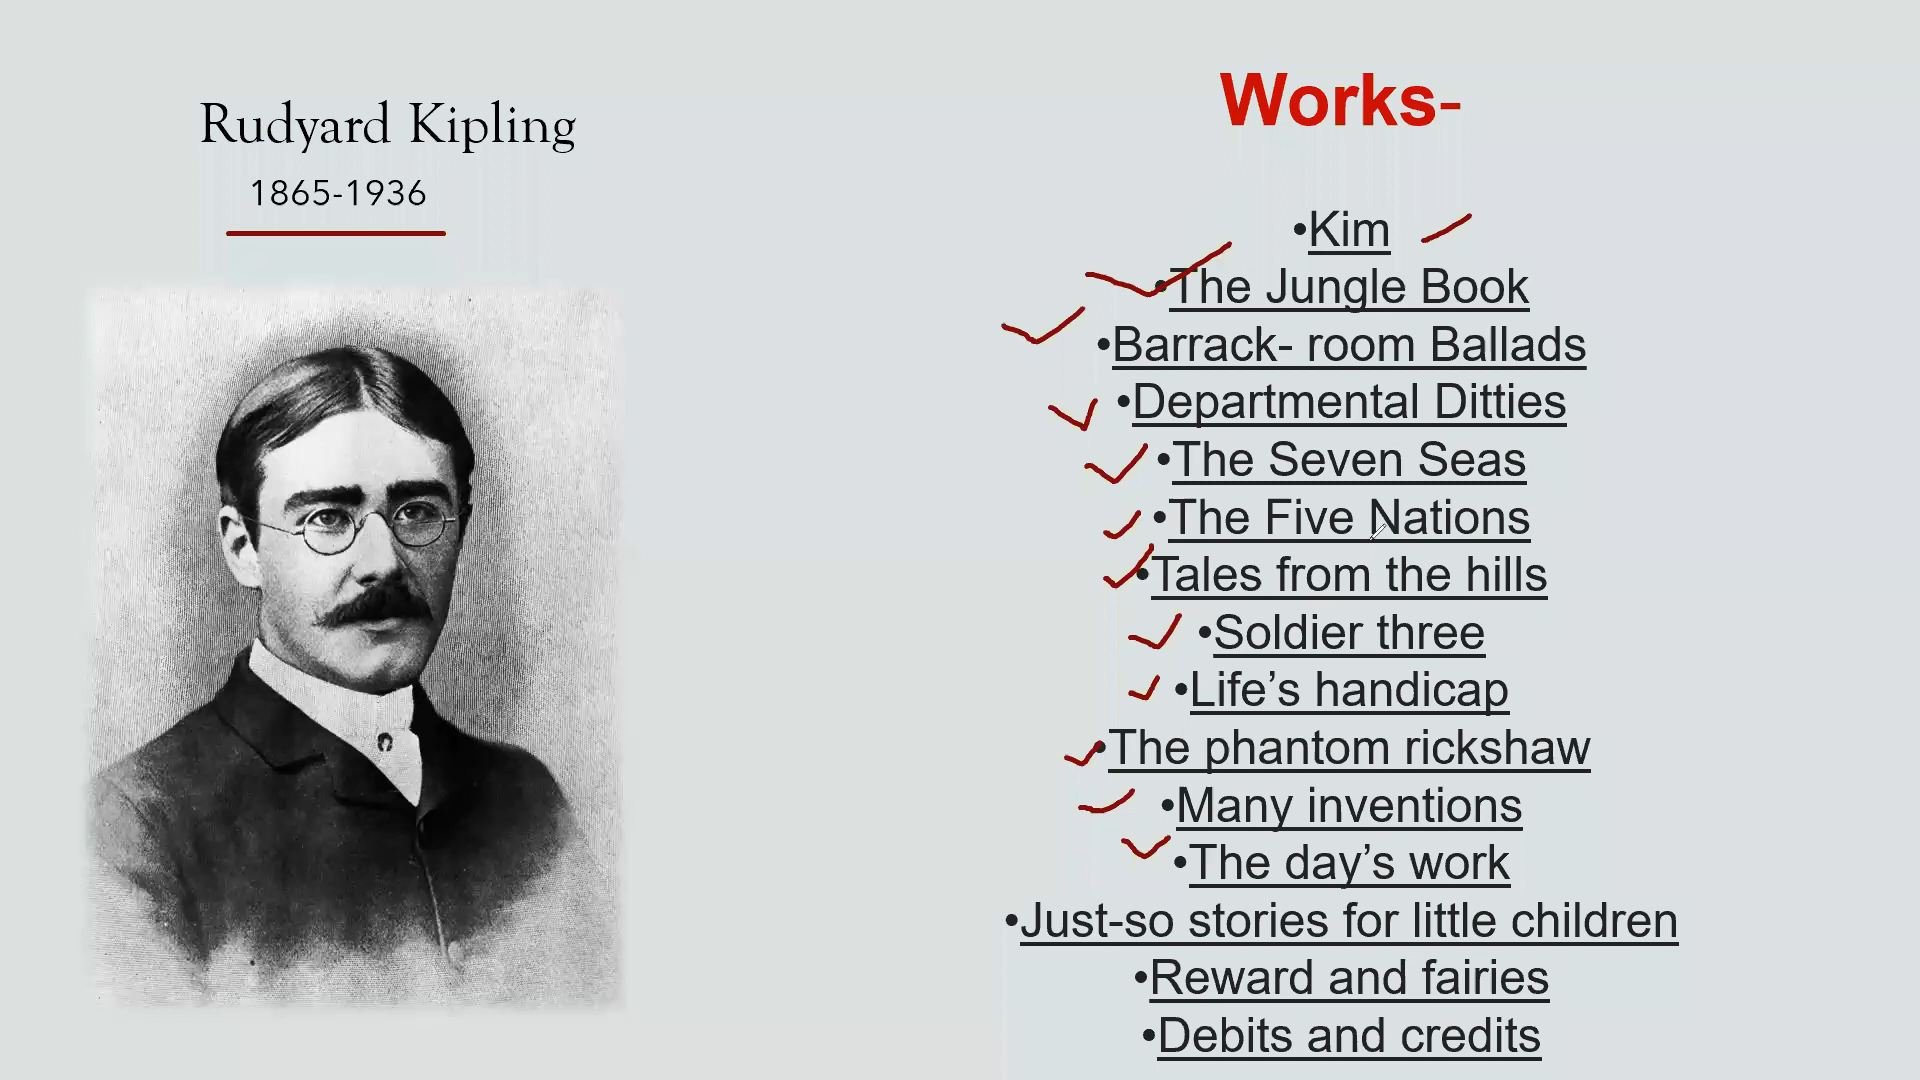 Rudyard Kipling
1865-1936
Works-
•Kim
•The Jungle Book
•Barrack- room Ballads
•Departmental Ditties
•The Seven Seas
•The Five Nations
•Tales from the hills
•Soldier three
•Life’s handicap
•The phantom rickshaw
•Many inventions
•The day’s work
•Just-so stories for little children
•Reward and fairies
•Debits and credits